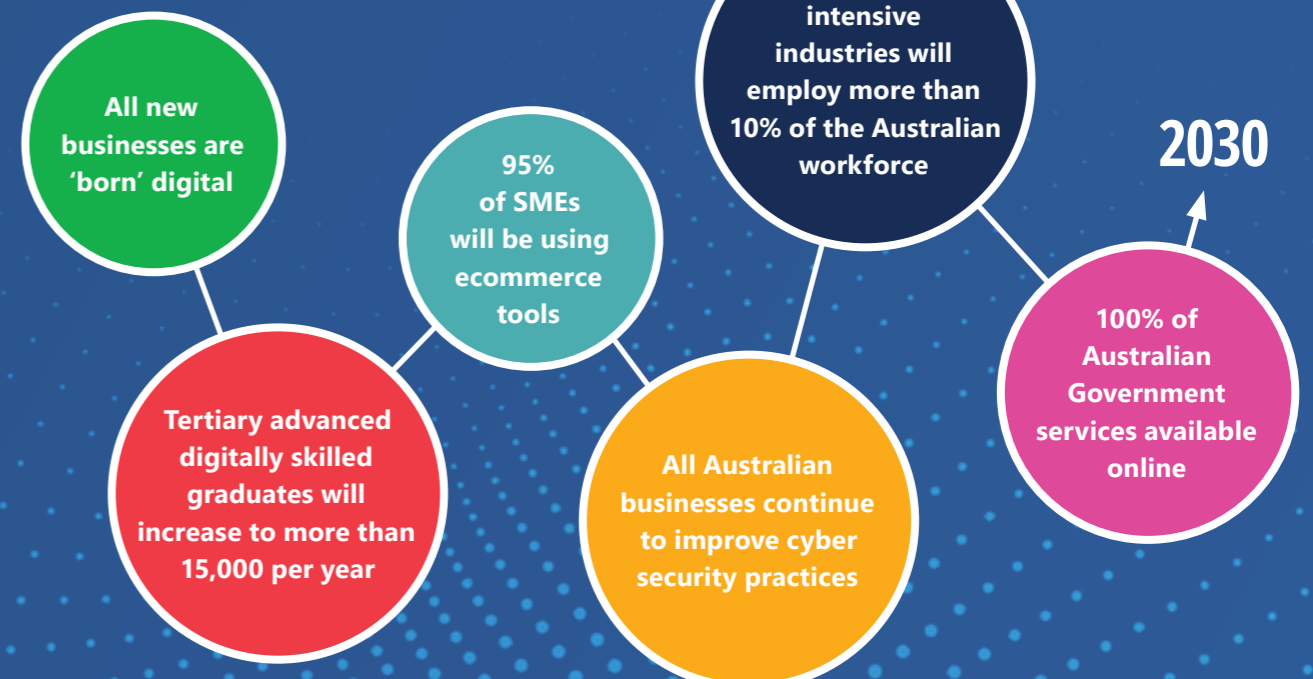 All new
businesses are
‘born’ digital
Tertiary advanced
digitally skilled
graduates will
increase to more than
15,000 per year
95%
of SMEs
will be using
ecommerce
tools
All Australian
businesses continue
to improve cyber
security practices
intensive
industries will
employ more than
10% of the Australian
workforce
100% of
Australian
Government
services available
online
2030